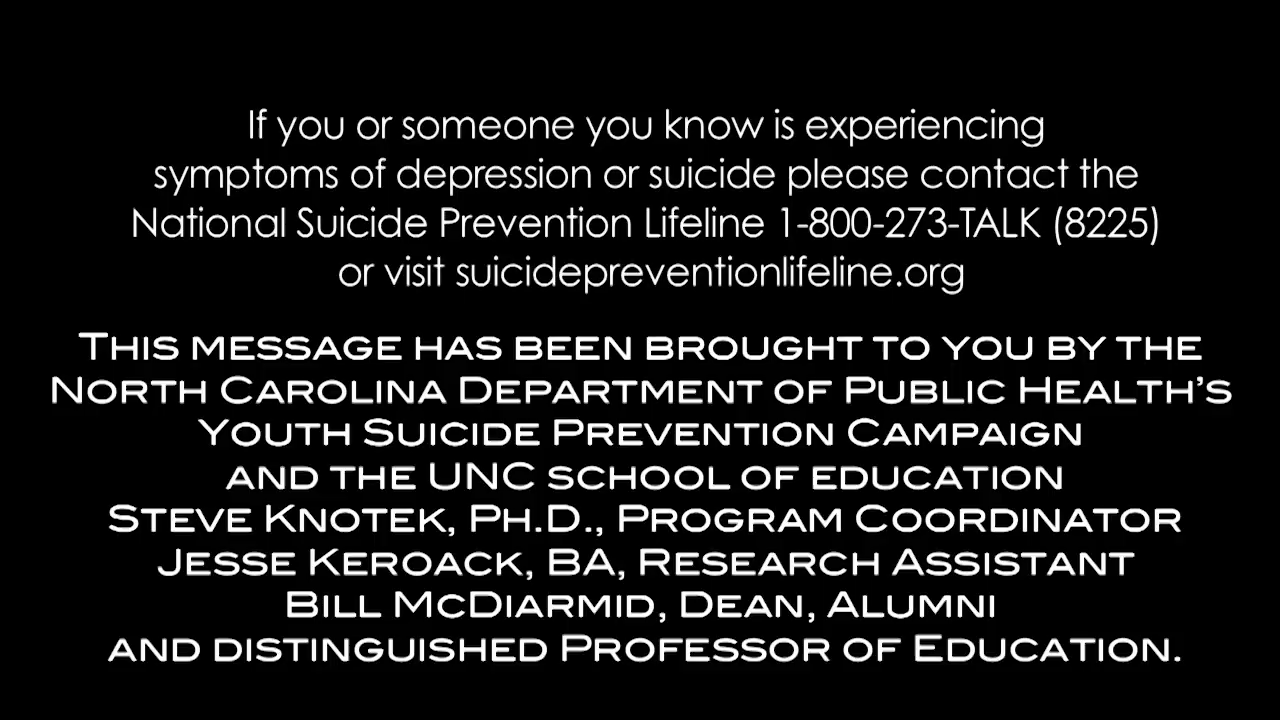 If you or someone you know is experiencing
symptoms of depression or suicide please contact the
National Suicide Prevention Lifeline 1-800-273-TALK (8225)
or visit suicidepreventionlifeline.org
This message has been brought to you by the
North Carolina Department of Public Health's
Youth Suicide Prevention Campaign
and the UNC school of education
Steve Knotek, Ph.D., Program Coordinator
Jesse Keroack, BA, Research Assistant
Bill McDiarmid, Dean, Alumni
and distinguished Professor of Education.